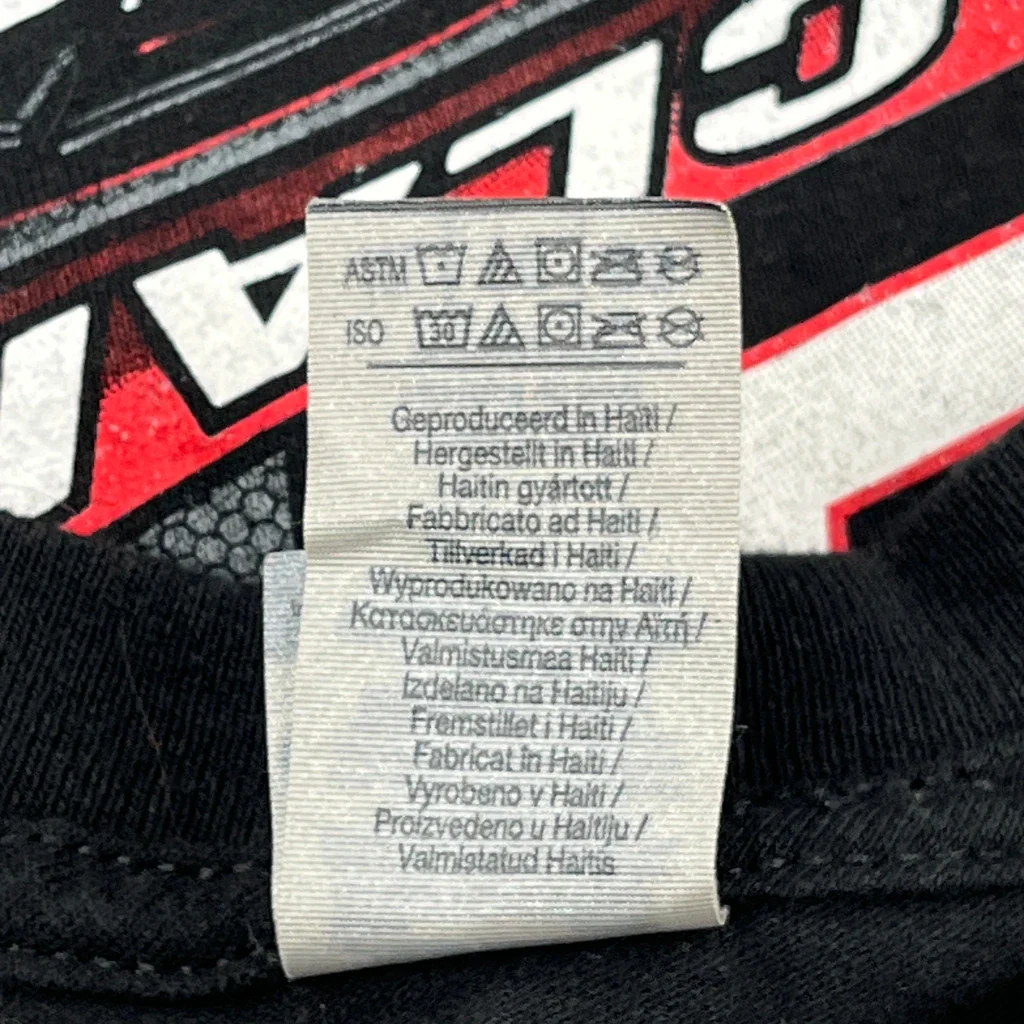 ASTM
ISO 30
Geproduceerd in Haïti /
Hergestellt in Haiti /
Haitin gyártott /
Fabbricato ad Haiti /
Tillverkad i Haiti /
Wyprodukowano na Haiti /
Κατασκευάστηκε στην Αϊτή /
Valmistusmaa Haiti /
Izdelano na Haitiju /
Fremstillet i Haiti /
Fabricat în Haiti /
Vyrobeno v Haiti /
Proizvedeno u Haitiju /
Valmistatud Haitis